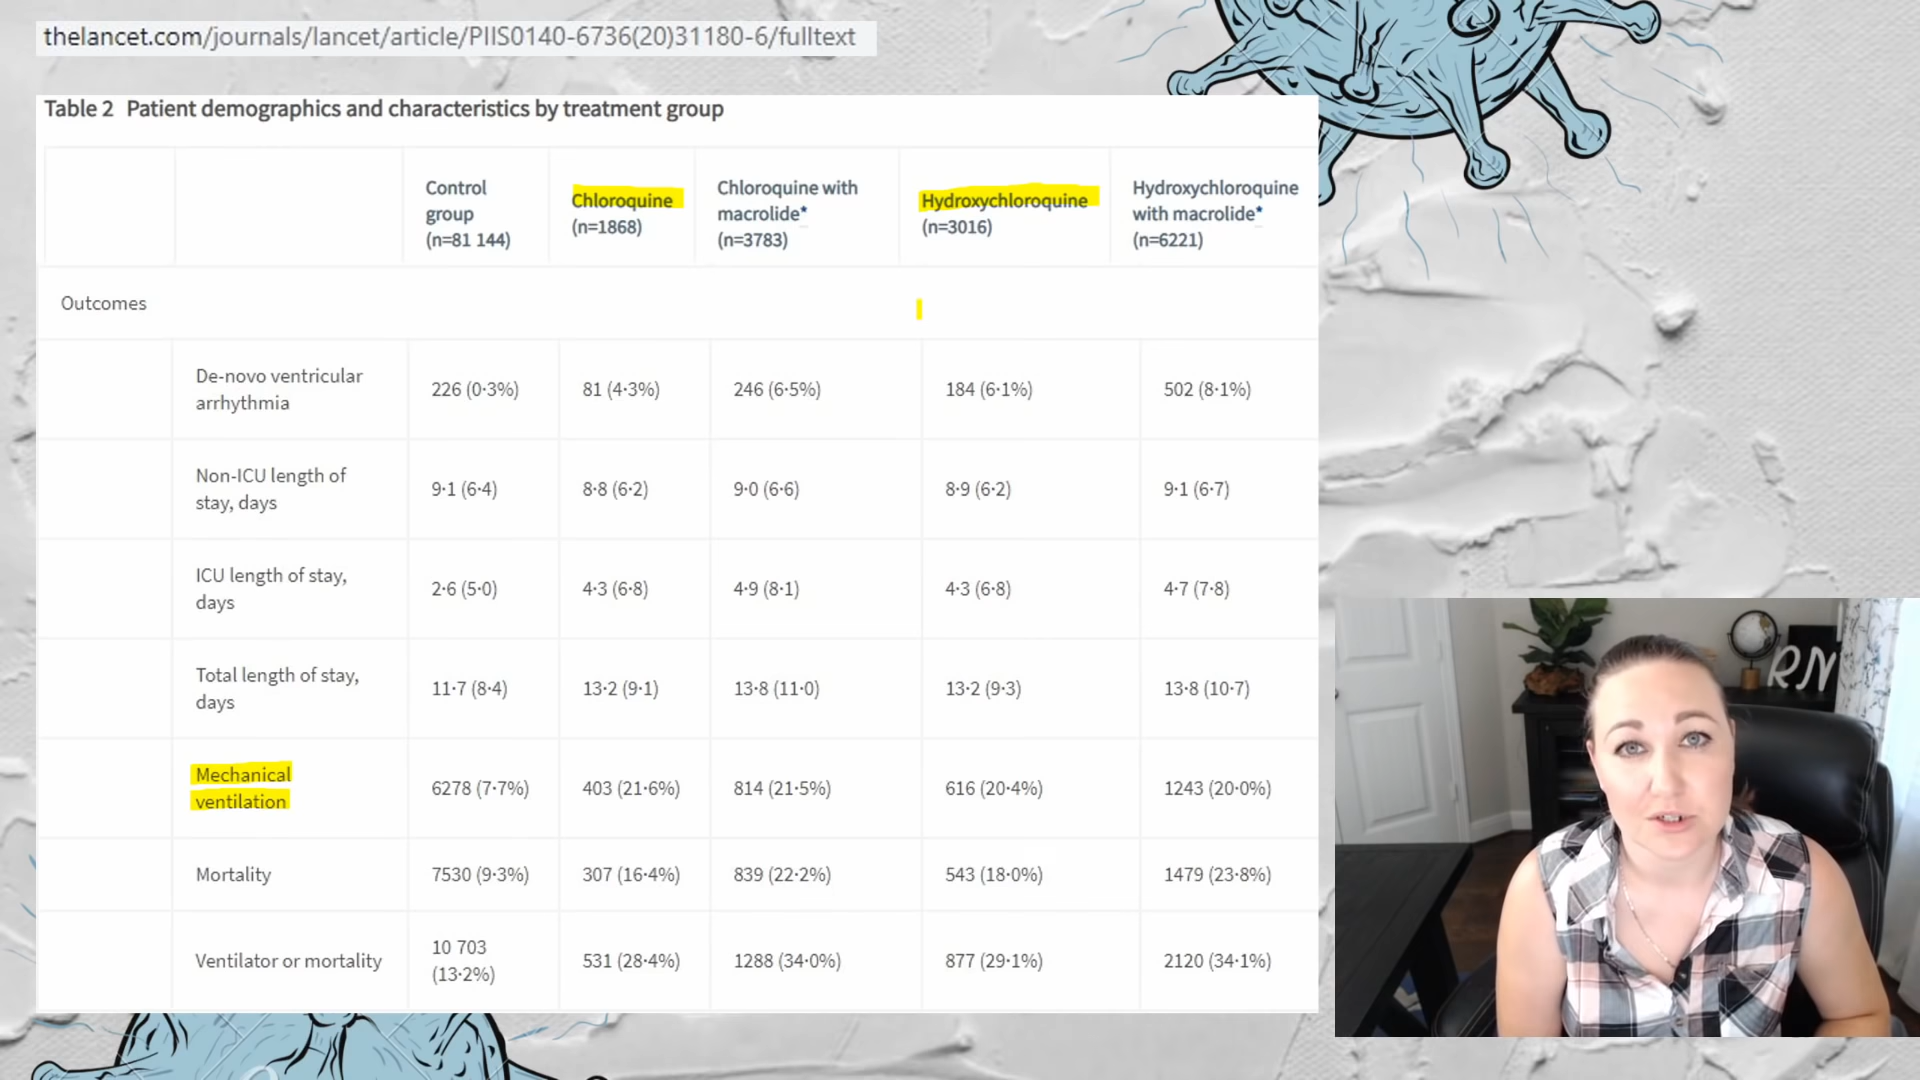 thelancet.com/journals/lancet/article/PIIS0140-6736(20)31180-6/fulltext
Table 2 Patient demographics and characteristics by treatment group
Control group (n=81 144)
Chloroquine (n=1868)
Chloroquine with macrolide* (n=3783)
Hydroxychloroquine (n=3016)
Hydroxychloroquine with macrolide* (n=6221)
Outcomes
De-novo ventricular arrhythmia 226 (0·3%) 81 (4·3%) 246 (6·5%) 184 (6·1%) 502 (8·1%)
Non-ICU length of stay, days 9·1 (6·4) 8·8 (6·2) 9·0 (6·6) 8·9 (6·2) 9·1 (6·7)
ICU length of stay, days 2·6 (5·0) 4·3 (6·8) 4·9 (8·1) 4·3 (6·8) 4·7 (7·8)
Total length of stay, days 11·7 (8·4) 13·2 (9·1) 13·8 (11·0) 13·2 (9·3) 13·8 (10·7)
Mechanical ventilation 6278 (7·7%) 403 (21·6%) 814 (21·5%) 616 (20·4%) 1243 (20·0%)
Mortality 7530 (9·3%) 307 (16·4%) 839 (22·2%) 543 (18·0%) 1479 (23·8%)
Ventilator or mortality 10 703 (13·2%) 531 (28·4%) 1288 (34·0%) 877 (29·1%) 2120 (34·1%)
RN